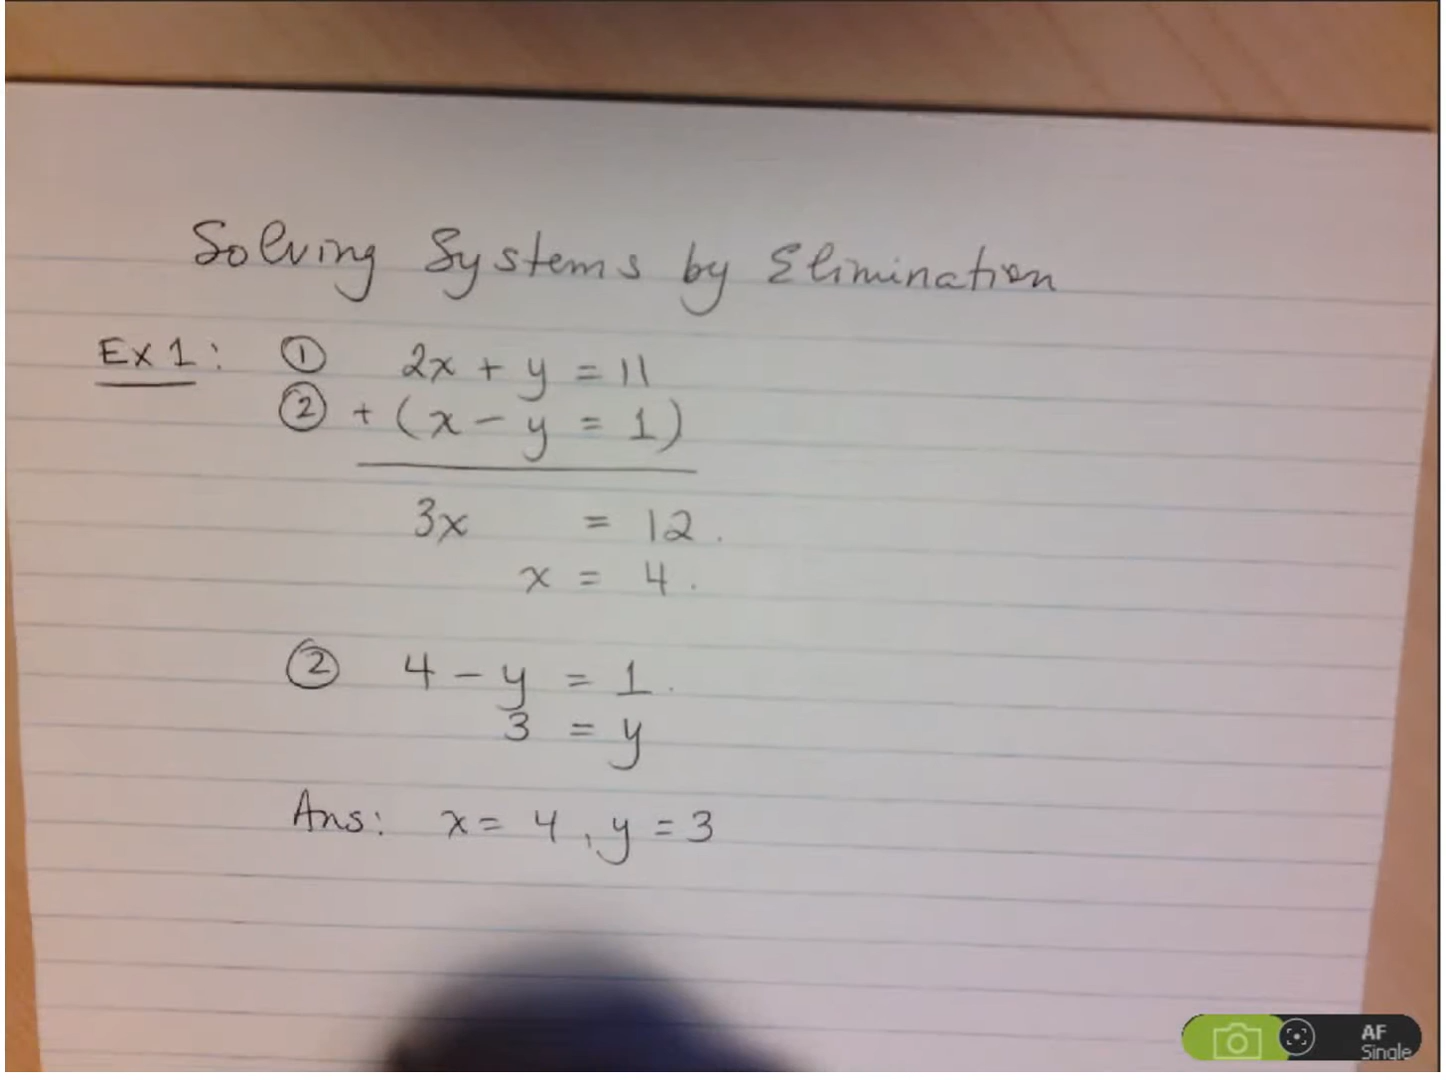 Solving Systems by Elimination
Ex 1: ① 2x + y = 11
② + (x - y = 1)
3x = 12.
x = 4.
② 4 - y = 1.
3 = y
Ans: x = 4, y = 3
AF
Single